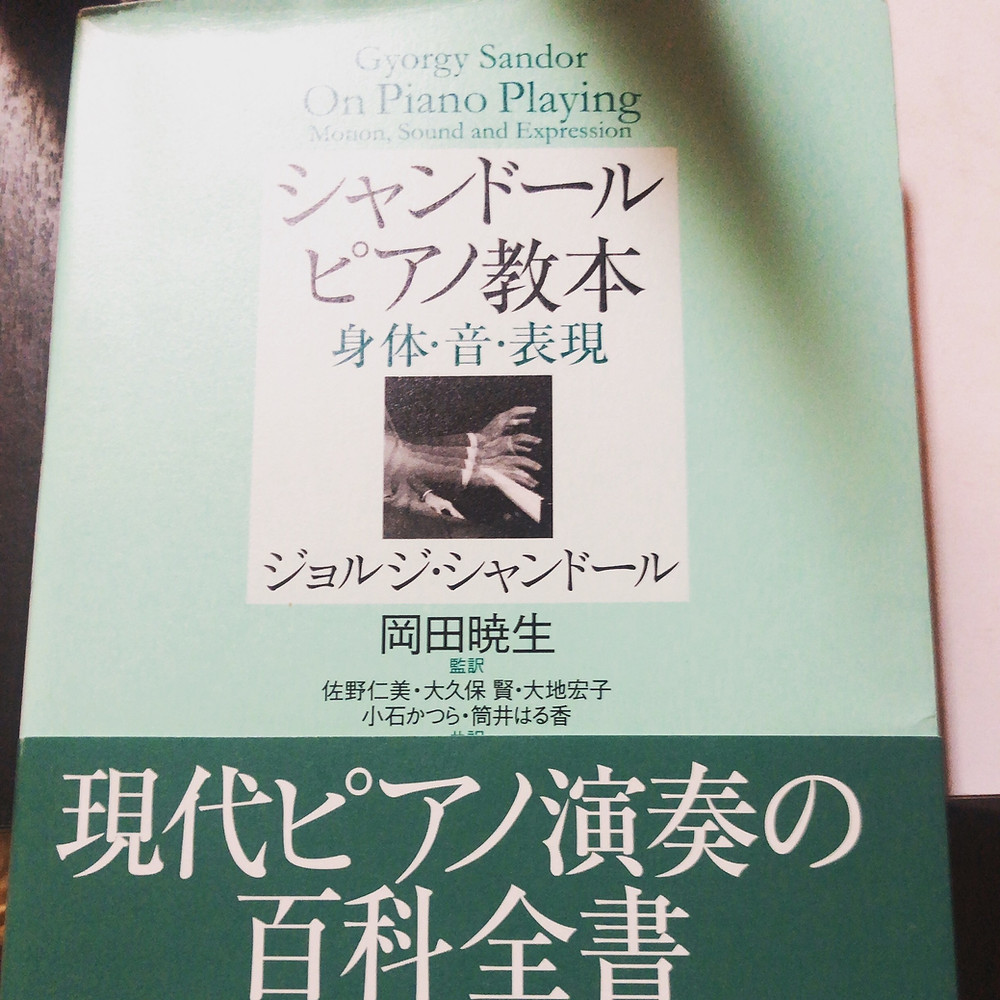 Gyorgy Sandor
On Piano Playing
Motion, Sound and Expression
シャンドール
ピアノ教本
身体・音・表現
ジョルジ・シャンドール
岡田暁生
監訳
佐野仁美・大久保 賢・大地宏子
小石かつら・筒井はる香
現代ピアノ演奏の
百科全書